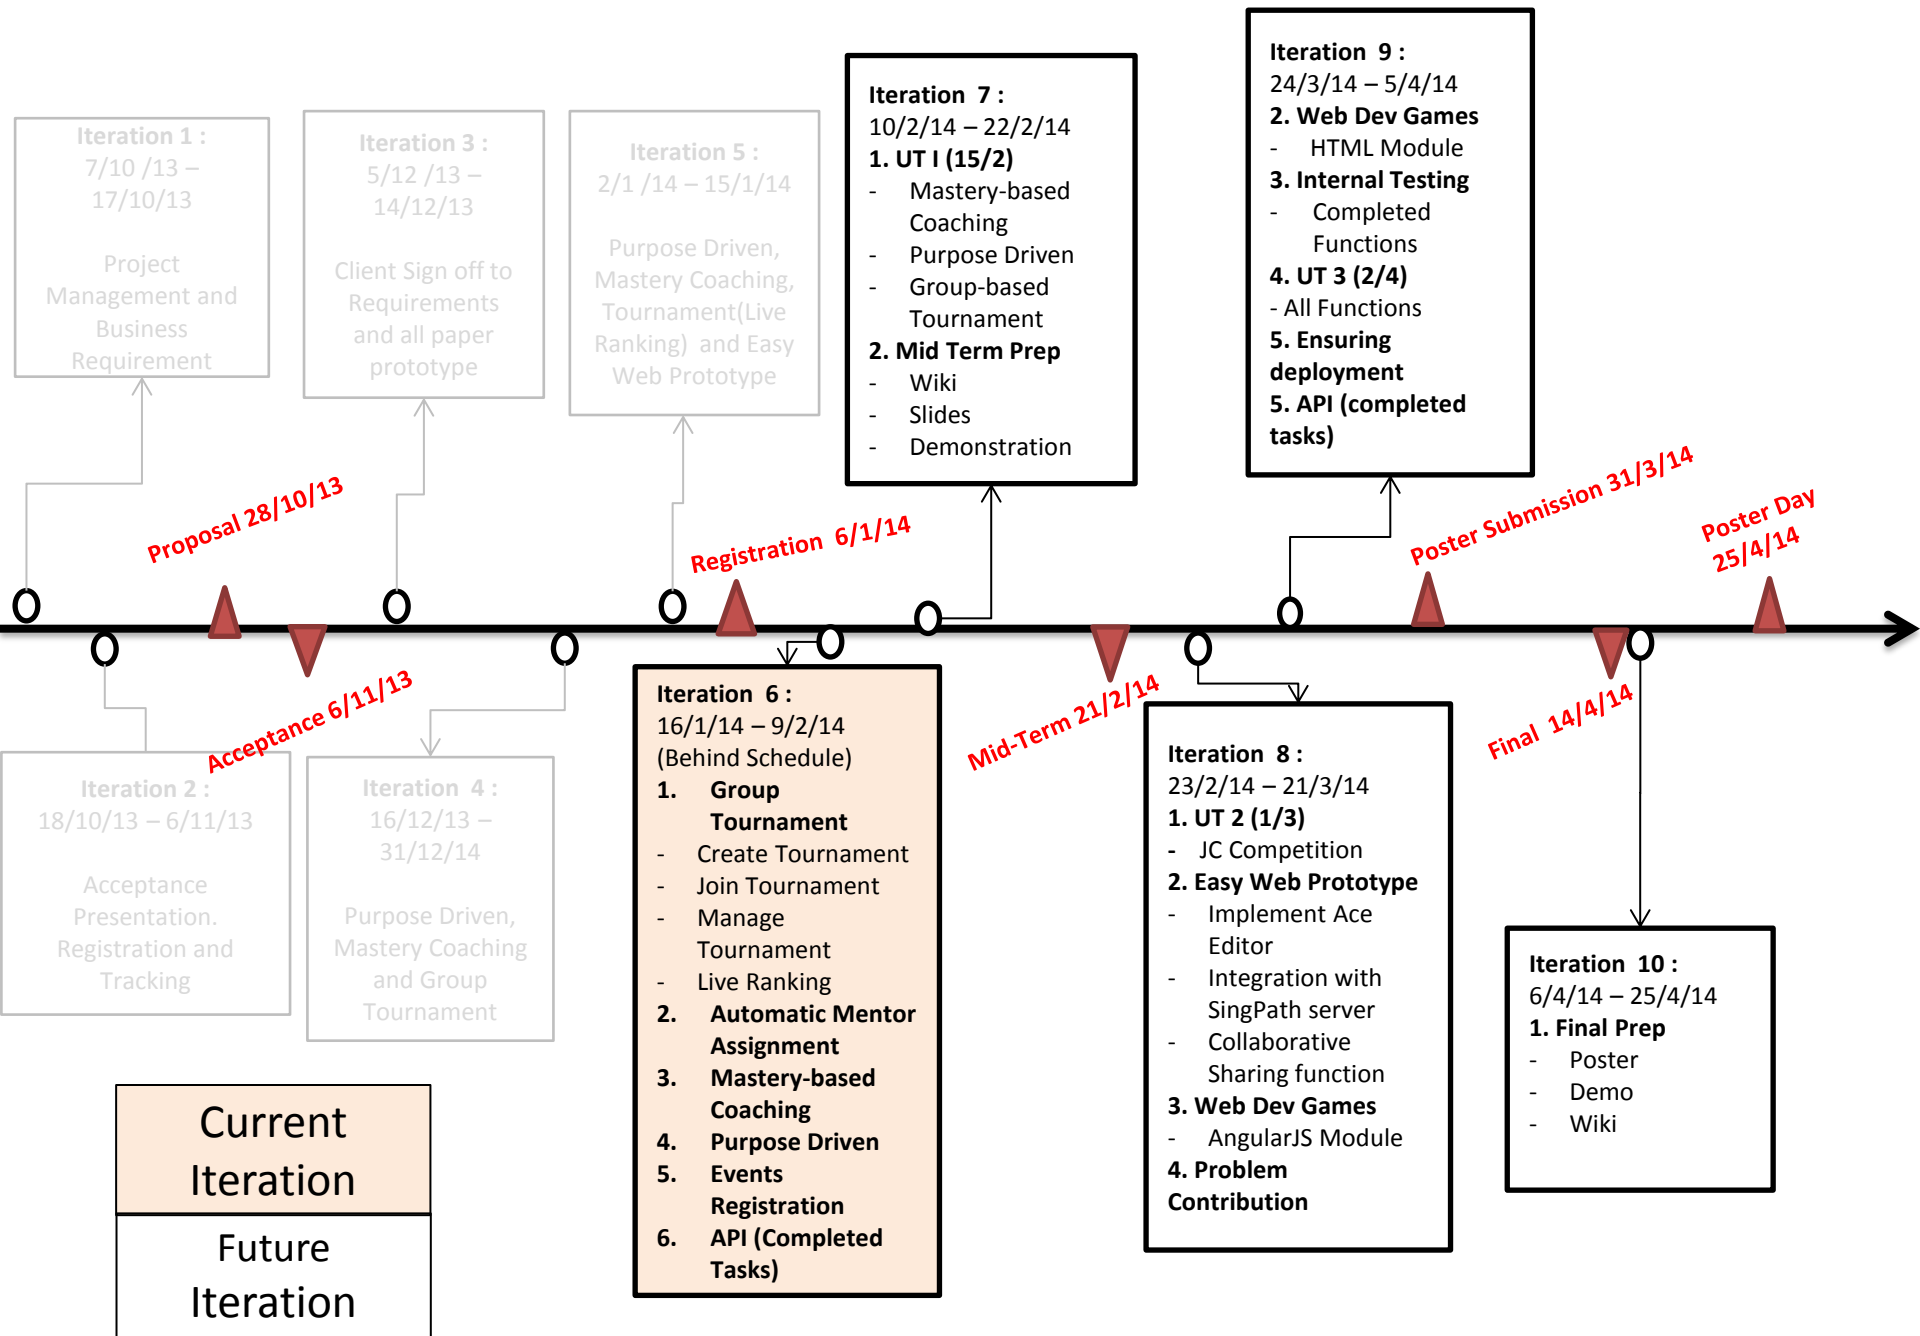 Iteration 1 :
7/10 /13 –
17/10/13
Project
Management and
Business
Requirement
Iteration 3 :
5/12 /13 –
14/12/13
Client Sign off to
Requirements
and all paper
prototype
Iteration 5 :
2/1 /14 – 15/1/14
Purpose Driven,
Mastery Coaching,
Tournament(Live
Ranking) and Easy
Web Prototype
Iteration 7 :
10/2/14 – 22/2/14
1. UT I (15/2)
- Mastery-based
Coaching
- Purpose Driven
- Group-based
Tournament
2. Mid Term Prep
- Wiki
- Slides
- Demonstration
Iteration 9 :
24/3/14 – 5/4/14
2. Web Dev Games
- HTML Module
3. Internal Testing
- Completed
Functions
4. UT 3 (2/4)
- All Functions
5. Ensuring
deployment
5. API (completed
tasks)
Proposal 28/10/13
Registration 6/1/14
Poster Submission 31/3/14
Poster Day
25/4/14
Acceptance 6/11/13
Mid-Term 21/2/14
Final 14/4/14
Iteration 2 :
18/10/13 – 6/11/13
Acceptance
Presentation.
Registration and
Tracking
Iteration 4 :
16/12/13 –
31/12/14
Purpose Driven,
Mastery Coaching
and Group
Tournament
Iteration 6 :
16/1/14 – 9/2/14
(Behind Schedule)
1. Group
Tournament
- Create Tournament
- Join Tournament
- Manage
Tournament
- Live Ranking
2. Automatic Mentor
Assignment
3. Mastery-based
Coaching
4. Purpose Driven
5. Events
Registration
6. API (Completed
Tasks)
Iteration 8 :
23/2/14 – 21/3/14
1. UT 2 (1/3)
- JC Competition
2. Easy Web Prototype
- Implement Ace
Editor
- Integration with
SingPath server
- Collaborative
Sharing function
3. Web Dev Games
- AngularJS Module
4. Problem
Contribution
Iteration 10 :
6/4/14 – 25/4/14
1. Final Prep
- Poster
- Demo
- Wiki
Current
Iteration
Future
Iteration